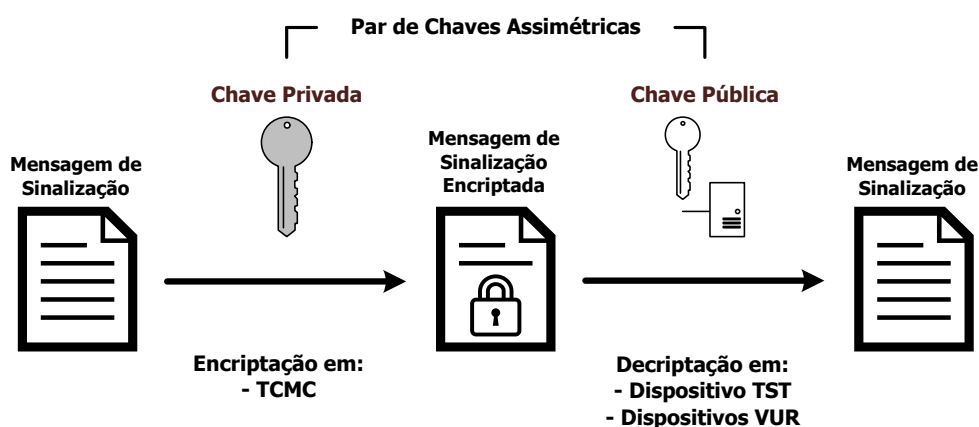 Par de Chaves Assimétricas
Chave Privada
Chave Pública
Mensagem de
Sinalização
Mensagem de
Sinalização
Encriptada
Mensagem de
Sinalização
Encriptação em:
- TCMC
Decriptação em:
- Dispositivo TST
- Dispositivos VUR